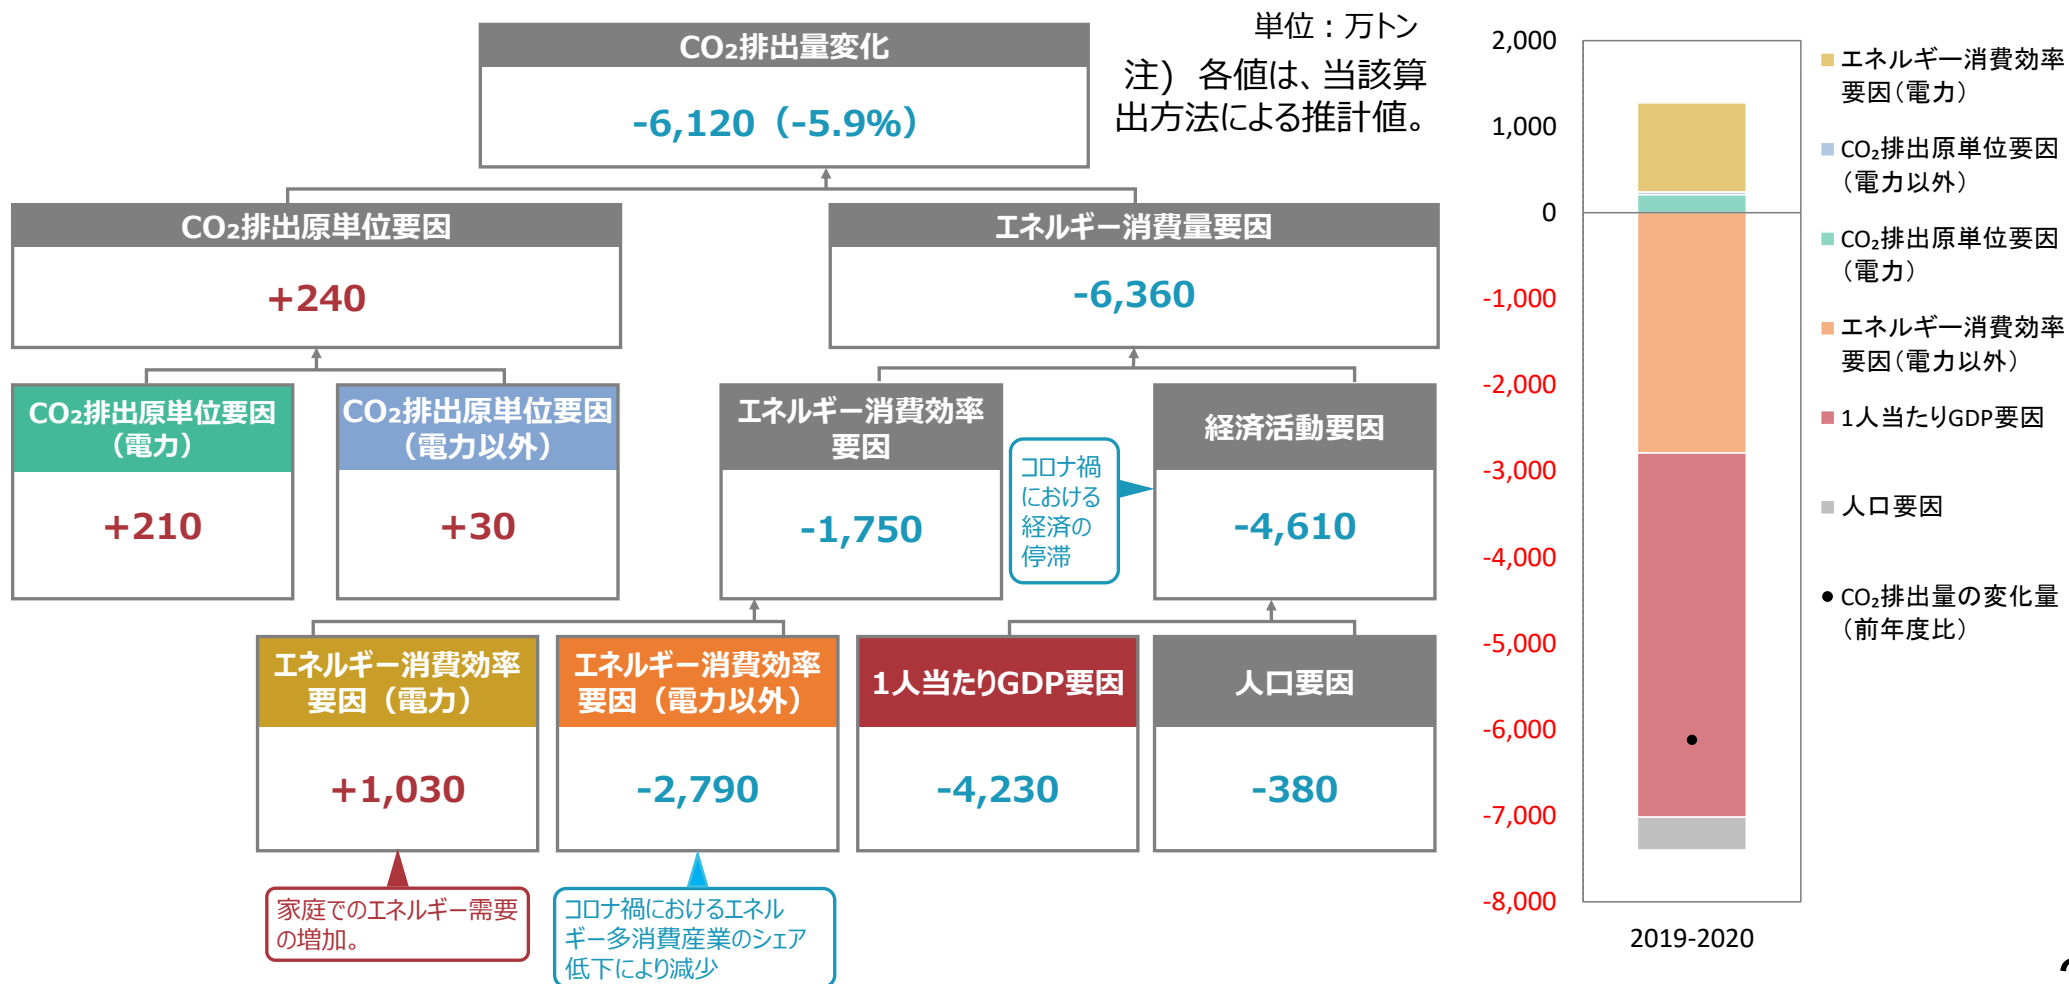 単位：万トン
注）各値は、当該算
出方法による推計値。
CO₂排出量変化
-6,120（-5.9%）
CO₂排出原単位要因
+240
エネルギー消費量要因
-6,360
CO₂排出原単位要因
（電力）
+210
CO₂排出原単位要因
（電力以外）
+30
エネルギー消費効率
要因
-1,750
コロナ禍
における
経済の
停滞
経済活動要因
-4,610
エネルギー消費効率
要因（電力）
+1,030
エネルギー消費効率
要因（電力以外）
-2,790
1人当たりGDP要因
-4,230
人口要因
-380
家庭でのエネルギー需要
の増加。
コロナ禍におけるエネル
ギー多消費産業のシェア
低下により減少
2,000
1,000
0
-1,000
-2,000
-3,000
-4,000
-5,000
-6,000
-7,000
-8,000
2019-2020
エネルギー消費効率
要因（電力）
CO₂排出原単位要因
（電力以外）
CO₂排出原単位要因
（電力）
エネルギー消費効率
要因（電力以外）
1人当たりGDP要因
人口要因
CO₂排出量の変化量
（前年度比）